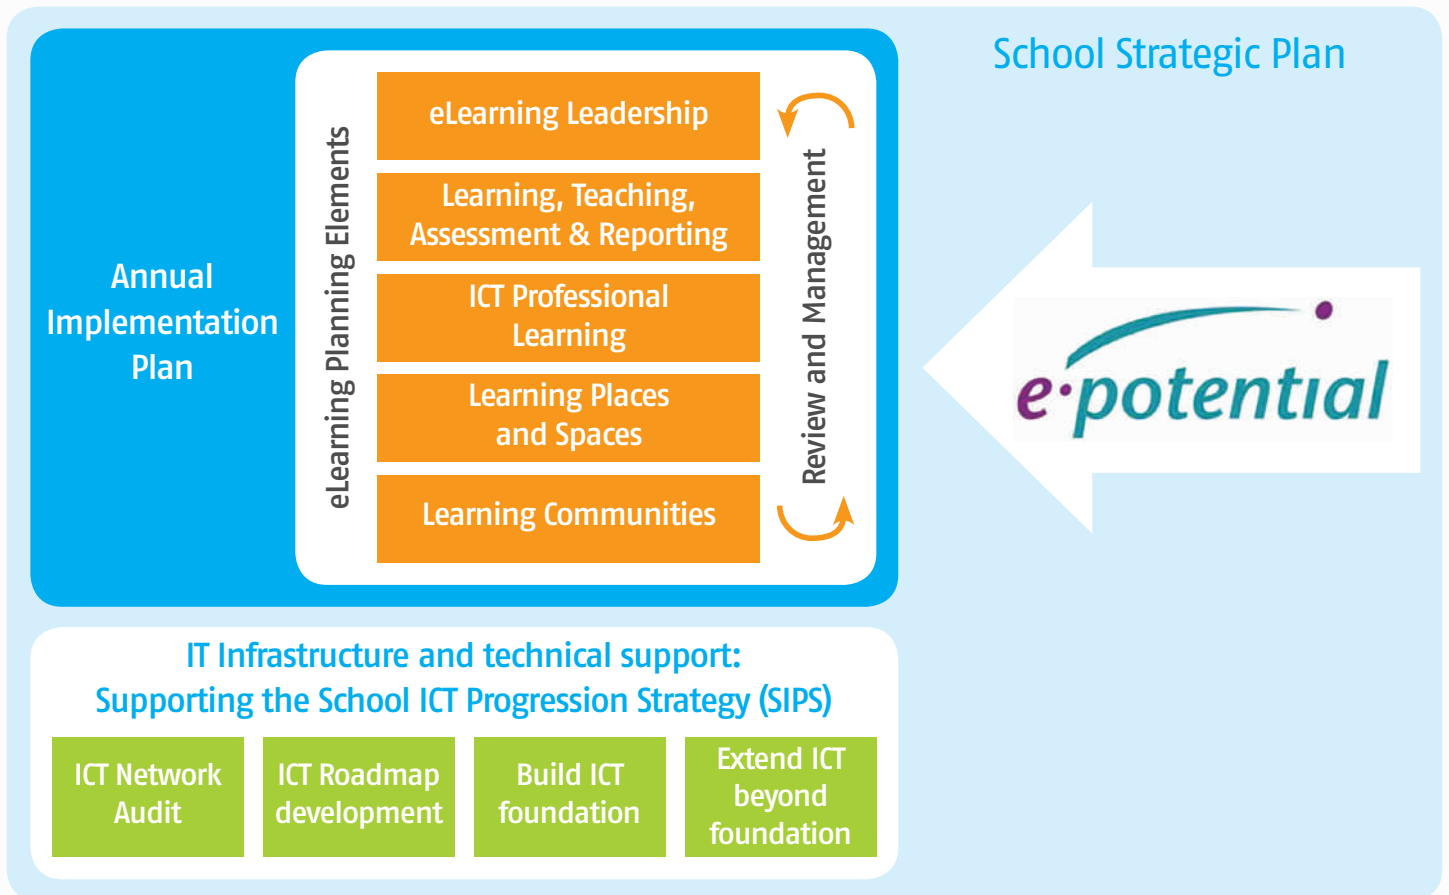 School Strategic Plan
Annual
Implementation
Plan
eLearning Planning Elements
eLearning Leadership
Learning, Teaching,
Assessment & Reporting
ICT Professional
Learning
Learning Places
and Spaces
Learning Communities
Review and Management
e•potential
IT Infrastructure and technical support:
Supporting the School ICT Progression Strategy (SIPS)
ICT Network
Audit
ICT Roadmap
development
Build ICT
foundation
Extend ICT
beyond
foundation